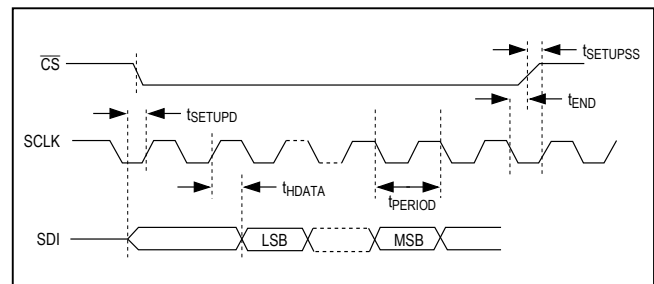 CS
tSETUPSS
tSETUPD
tEND
SCLK
tHDATA
tPERIOD
SDI
LSB
MSB